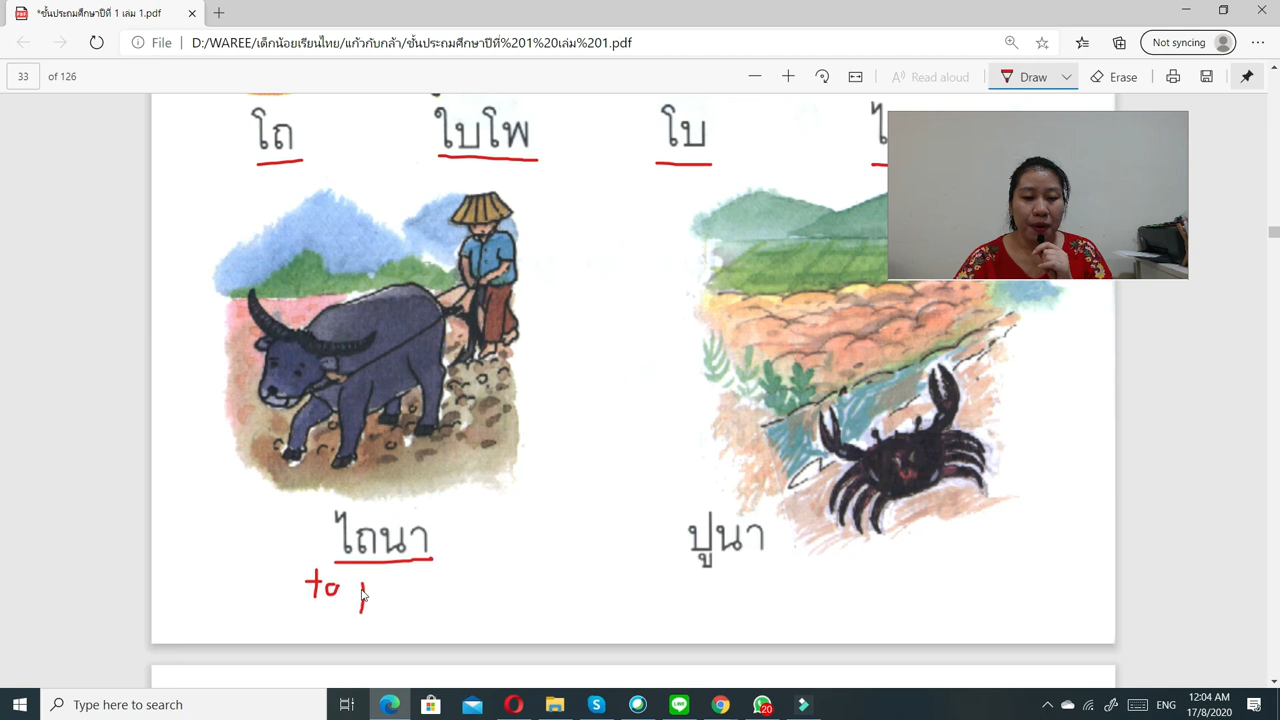 *ชั้นประถมศึกษาปีที่ 1 เล่ม 1.pdf
File D:/WAREE/เด็กน้อยเรียนไทย/แก้วกับกล้า/ชั้นประถมศึกษาปีที่%201%20เล่ม%201.pdf Not syncing
33 of 126 Read aloud Draw Erase
โถ ใบโพ โบ
ไถนา ปูนา
to
Type here to search 20 ENG 12:04 AM
17/8/2020